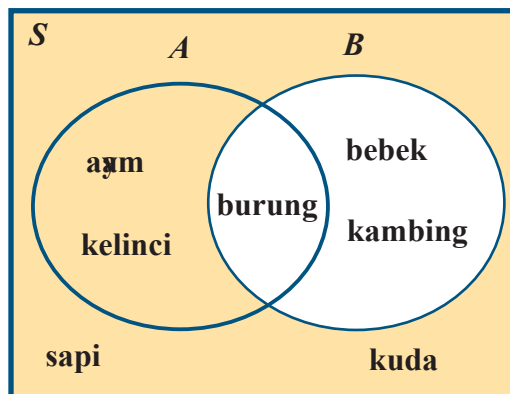 S A B
ayam bebek
burung
kelinci kambing
sapi kuda